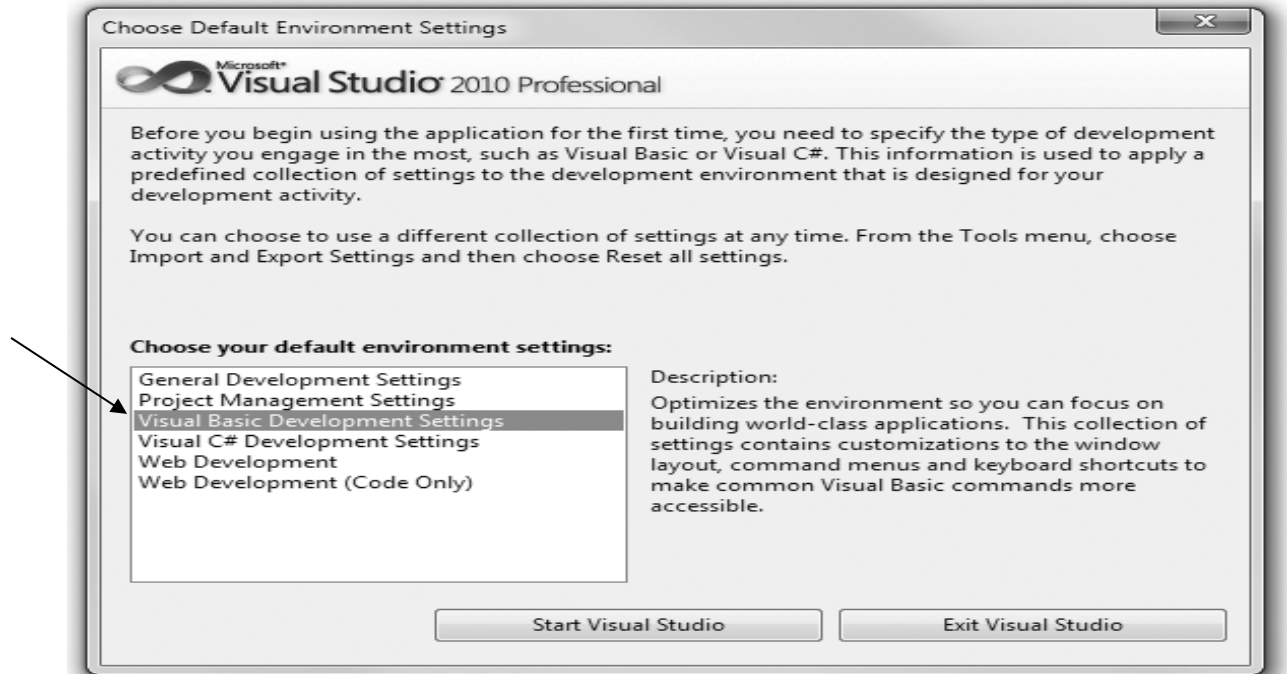 Choose Default Environment Settings
Microsoft®
Visual Studio® 2010 Professional
Before you begin using the application for the first time, you need to specify the type of development
activity you engage in the most, such as Visual Basic or Visual C#. This information is used to apply a
predefined collection of settings to the development environment that is designed for your
development activity.
You can choose to use a different collection of settings at any time. From the Tools menu, choose
Import and Export Settings and then choose Reset all settings.
Choose your default environment settings:
General Development Settings
Project Management Settings
Visual Basic Development Settings
Visual C# Development Settings
Web Development
Web Development (Code Only)
Description:
Optimizes the environment so you can focus on
building world-class applications. This collection of
settings contains customizations to the window
layout, command menus and keyboard shortcuts to
make common Visual Basic commands more
accessible.
Start Visual Studio
Exit Visual Studio